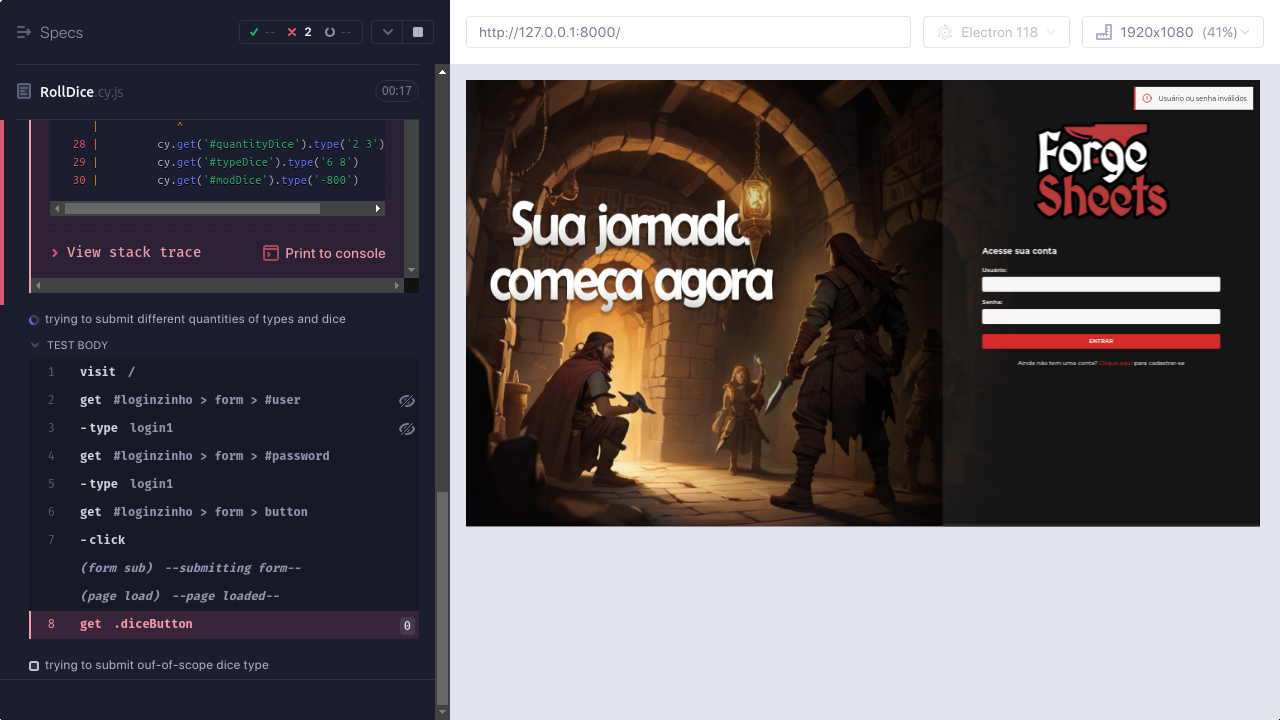 Specs
-- 2 --
http://127.0.0.1:8000/
Electron 118
1920x1080 (41%)
RollDice.cy.js
00:17
| ^
28 | cy.get('#quantityDice').type('2 3'
29 | cy.get('#typeDice').type('6 8')
30 | cy.get('#modDice').type('-800')
View stack trace
Print to console
trying to submit different quantities of types and dice
TEST BODY
1 visit /
2 get #loginzinho > form > #user
3 -type login1
4 get #loginzinho > form > #password
5 -type login1
6 get #loginzinho > form > button
7 -click
(form sub) --submitting form--
(page load) --page loaded--
8 get .diceButton 0
trying to submit ouf-of-scope dice type
Sua jornada
começa agora
Usuário ou senha inválidos
Forge
Sheets
Acesse sua conta
Usuário:
Senha:
ENTRAR
Ainda não tem uma conta? Clique aqui para cadastrar-se